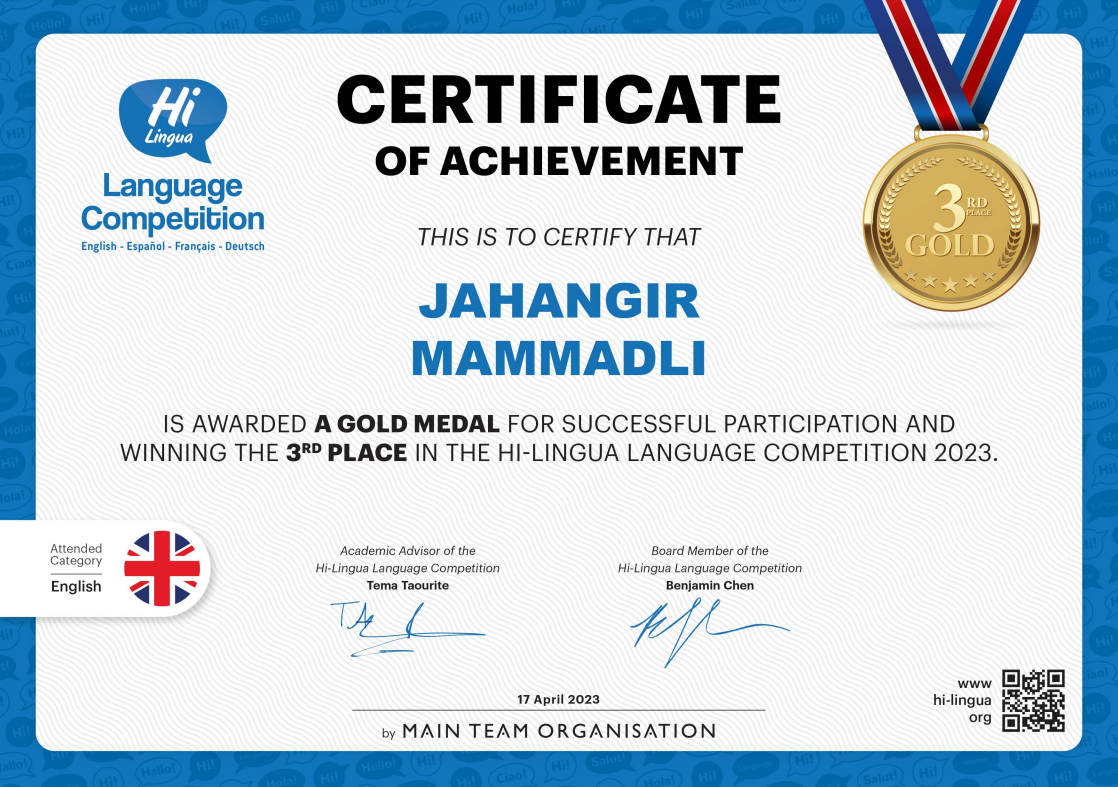 Hi
Lingua
Language
Competition
English - Español - Français - Deutsch
CERTIFICATE
OF ACHIEVEMENT
3RD
PLACE
GOLD
THIS IS TO CERTIFY THAT
JAHANGIR
MAMMADLI
IS AWARDED A GOLD MEDAL FOR SUCCESSFUL PARTICIPATION AND
WINNING THE 3RD PLACE IN THE HI-LINGUA LANGUAGE COMPETITION 2023.
Attended
Category
English
Academic Advisor of the
Hi-Lingua Language Competition
Tema Taourite
Board Member of the
Hi-Lingua Language Competition
Benjamin Chen
17 April 2023
by MAIN TEAM ORGANISATION
www
hi-lingua
org